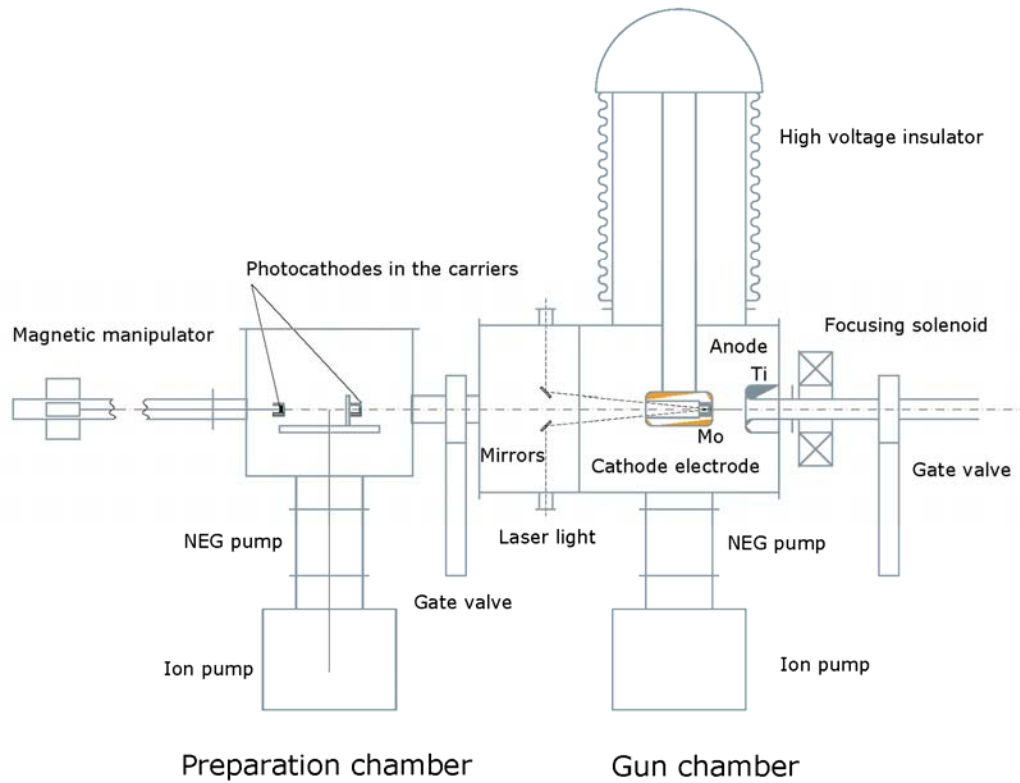 High voltage insulator
Photocathodes in the carriers
Magnetic manipulator
Focusing solenoid
Anode
Ti
Mo
Mirrors
Cathode electrode
Gate valve
NEG pump
Laser light
NEG pump
Gate valve
Ion pump
Ion pump
Preparation chamber
Gun chamber